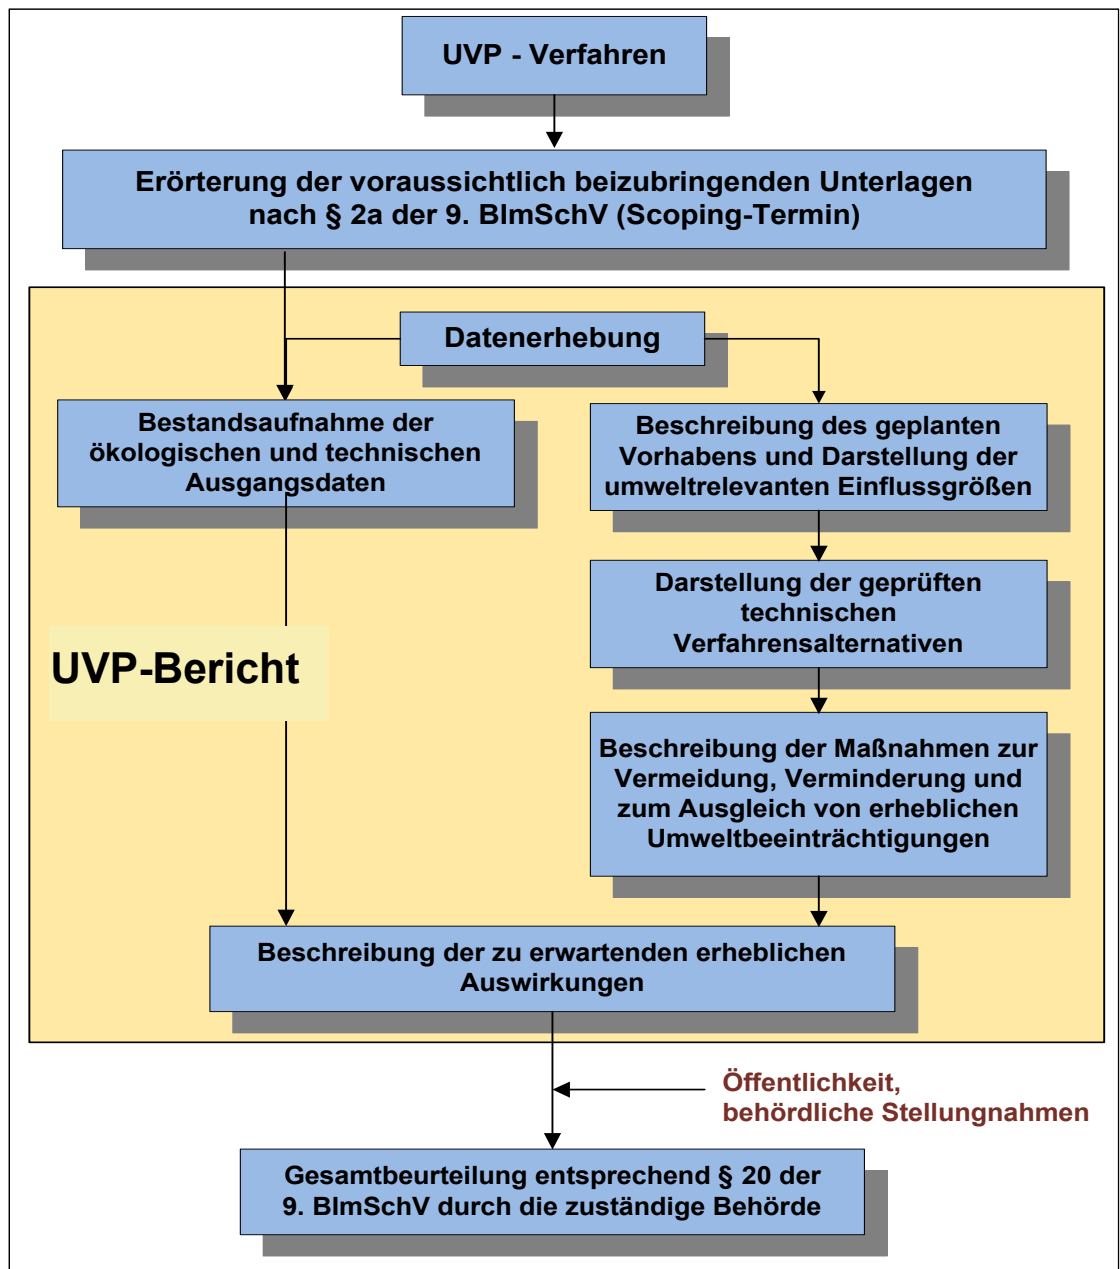 UVP - Verfahren
Erörterung der voraussichtlich beizubringenden Unterlagen
nach § 2a der 9. BImSchV (Scoping-Termin)
Datenerhebung
Bestandsaufnahme der
ökologischen und technischen
Ausgangsdaten
Beschreibung des geplanten
Vorhabens und Darstellung der
umweltrelevanten Einflussgrößen
Darstellung der geprüften
technischen
Verfahrensalternativen
UVP-Bericht
Beschreibung der Maßnahmen zur
Vermeidung, Verminderung und
zum Ausgleich von erheblichen
Umweltbeeinträchtigungen
Beschreibung der zu erwartenden erheblichen
Auswirkungen
Öffentlichkeit,
behördliche Stellungnahmen
Gesamtbeurteilung entsprechend § 20 der
9. BImSchV durch die zuständige Behörde